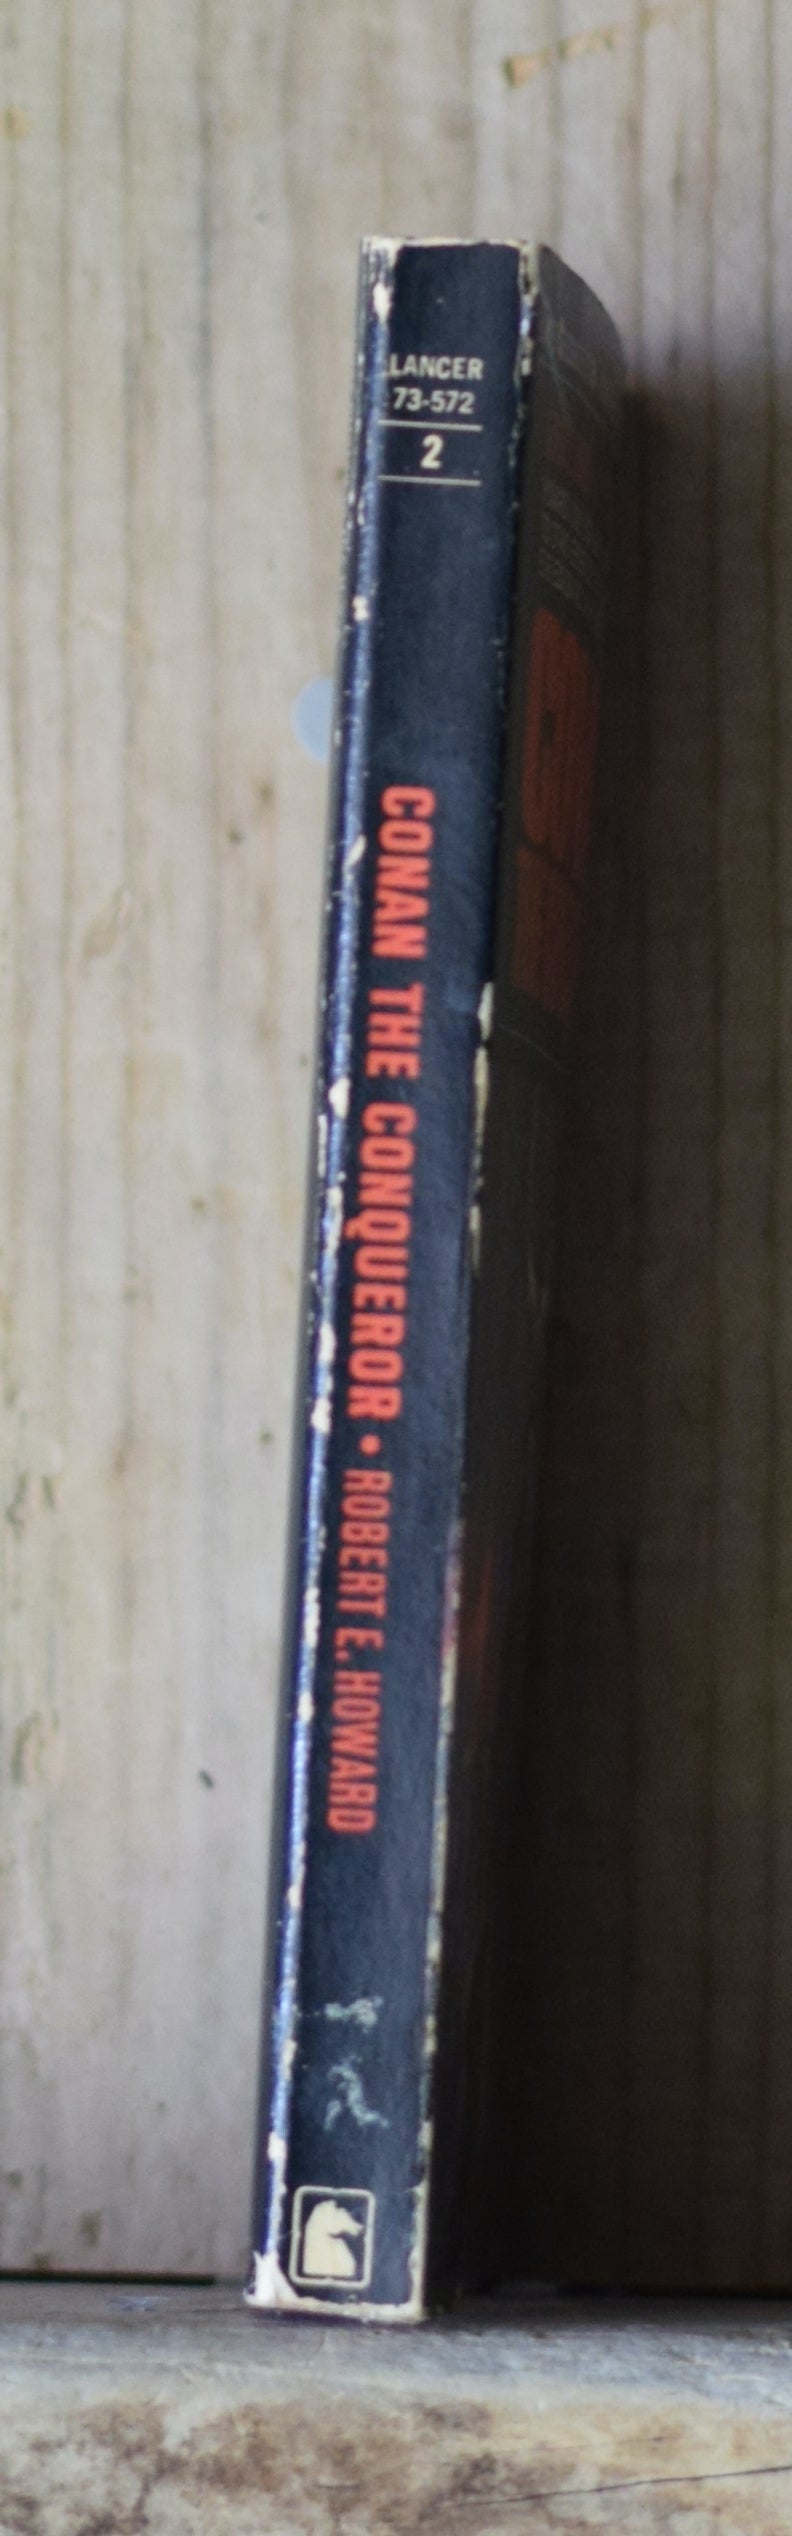 LANCER
73-572
2
CONAN THE CONQUEROR • ROBERT E. HOWARD